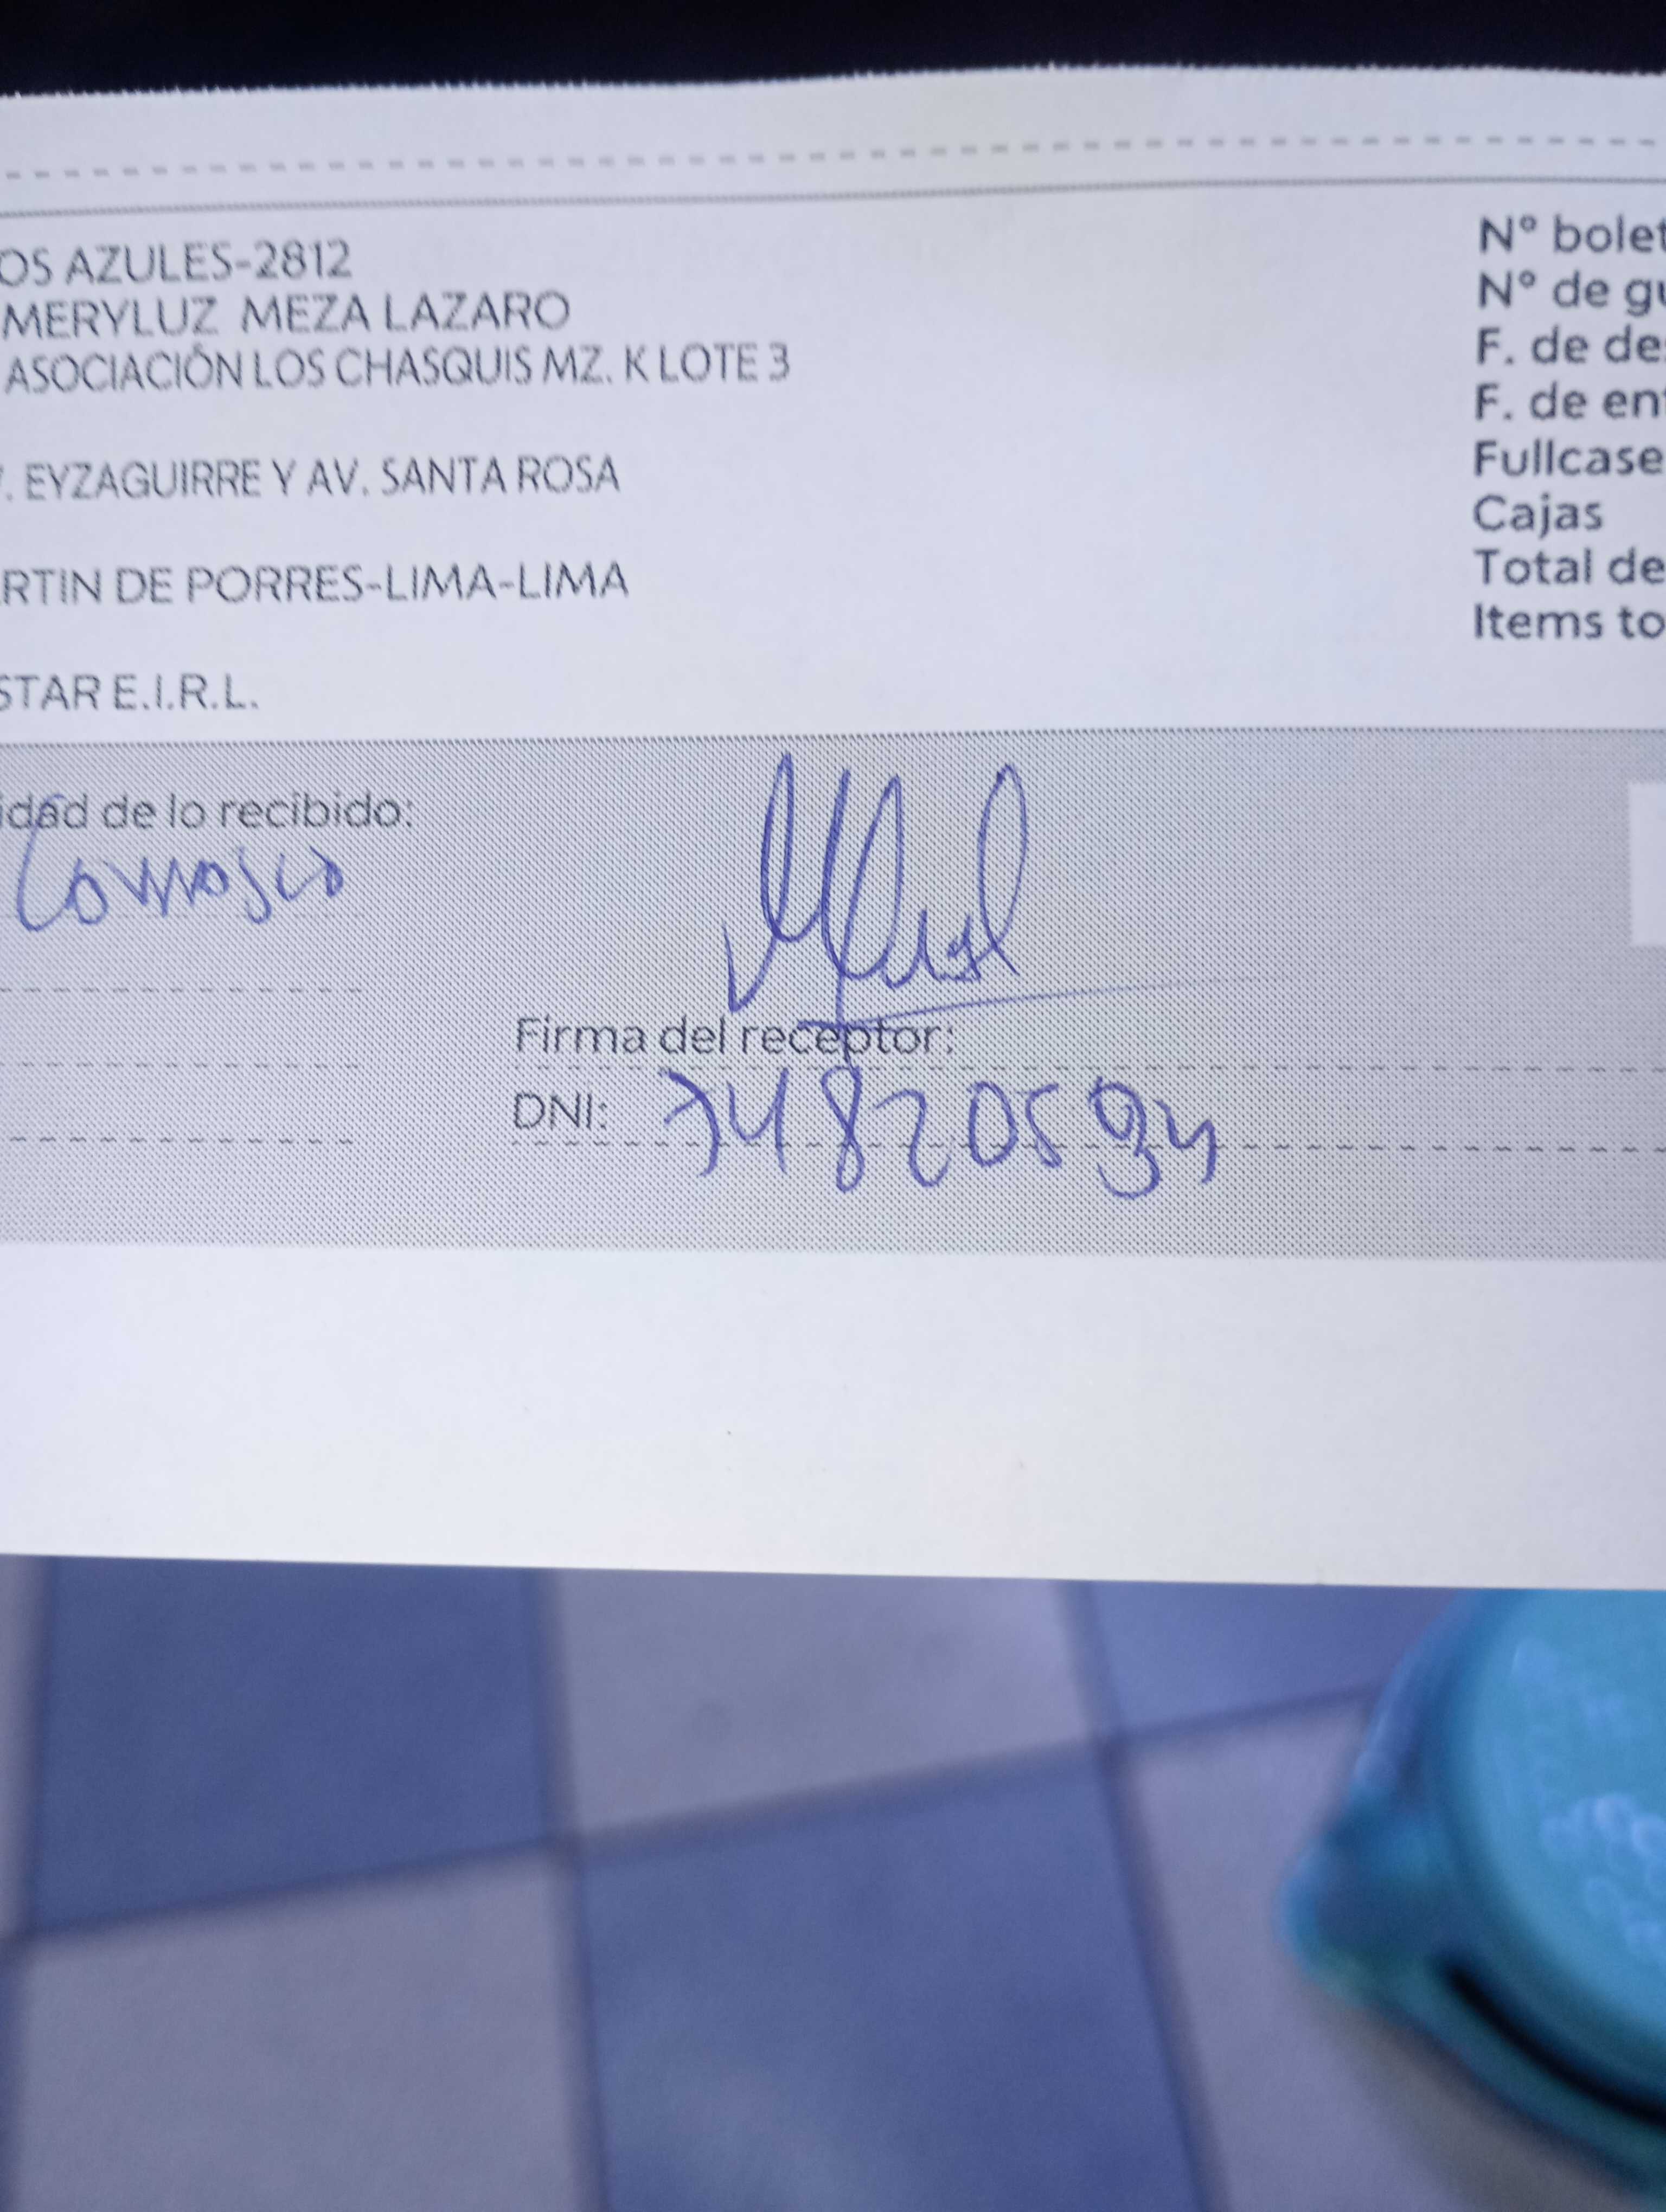 OS AZULES-2812
MERYLUZ MEZA LAZARO
ASOCIACIÓN LOS CHASQUIS MZ. K LOTE 3
. EYZAGUIRRE Y AV. SANTA ROSA
RTIN DE PORRES-LIMA-LIMA
STAR E.I.R.L.
N° bolet
N° de gu
F. de de
F. de en
Fullcase
Cajas
Total de
Items to
idad de lo recibido:
Firma del receptor:
DNI: 74820594